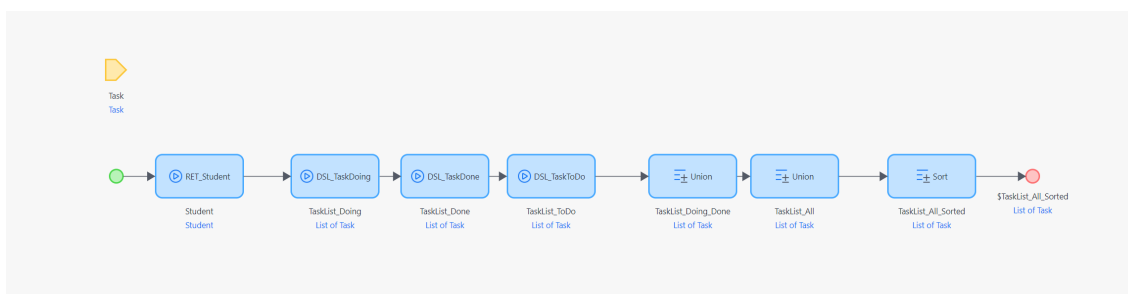 Task
Task
RET_Student
DSL_TaskDoing
DSL_TaskDone
DSL_TaskToDo
Union
Union
Sort
Student
Student
TaskList_Doing
List of Task
TaskList_Done
List of Task
TaskList_ToDo
List of Task
TaskList_Doing_Done
List of Task
TaskList_All
List of Task
TaskList_All_Sorted
List of Task
$TaskList_All_Sorted
List of Task